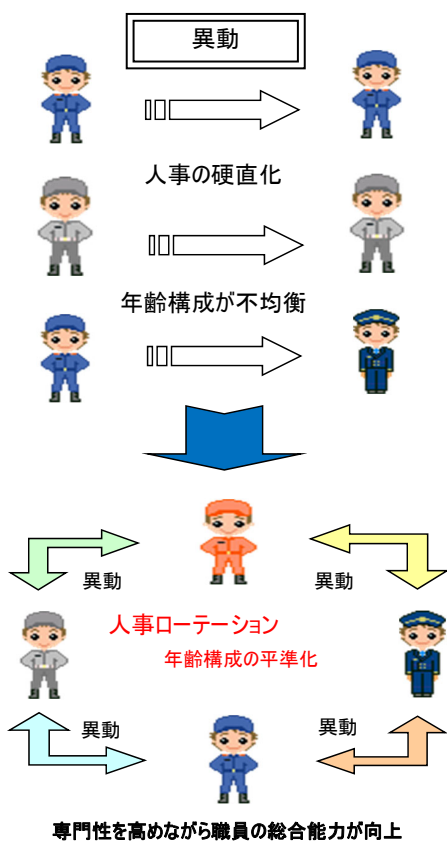 異動
人事の硬直化
年齢構成が不均衡
異動
異動
人事ローテーション
年齢構成の平準化
異動
異動
専門性を高めながら職員の総合能力が向上